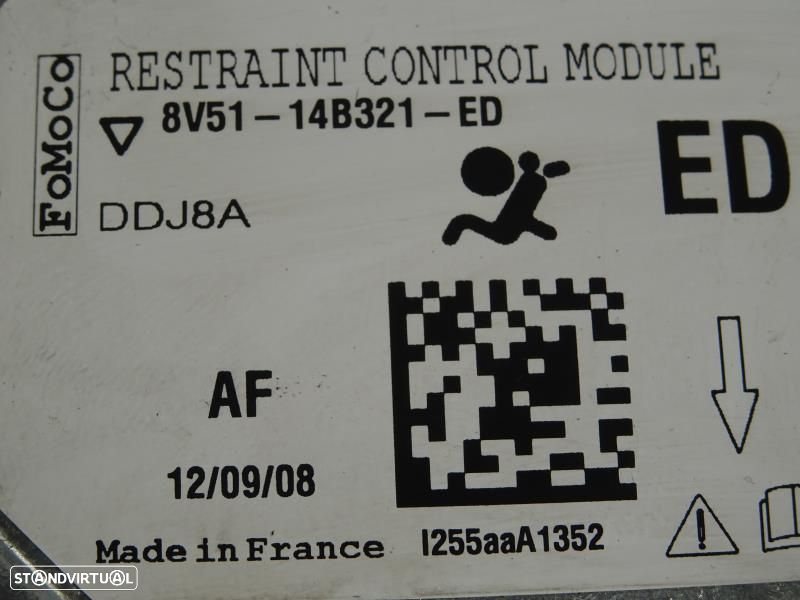 FoMoCo
RESTRAINT CONTROL MODULE
8V51-14B321-ED
ED
DDJ8A
AF
12/09/08
Made in France
I255aaA1352
STANDVIRTUAL